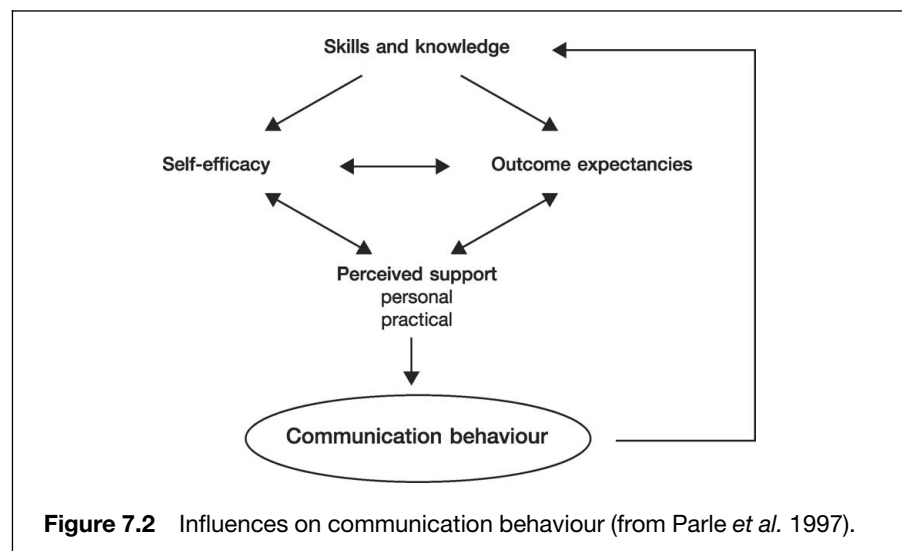 Skills and knowledge
Self-efficacy
Outcome expectancies
Perceived support
personal
practical
Communication behaviour
Figure 7.2 Influences on communication behaviour (from Parle et al. 1997).